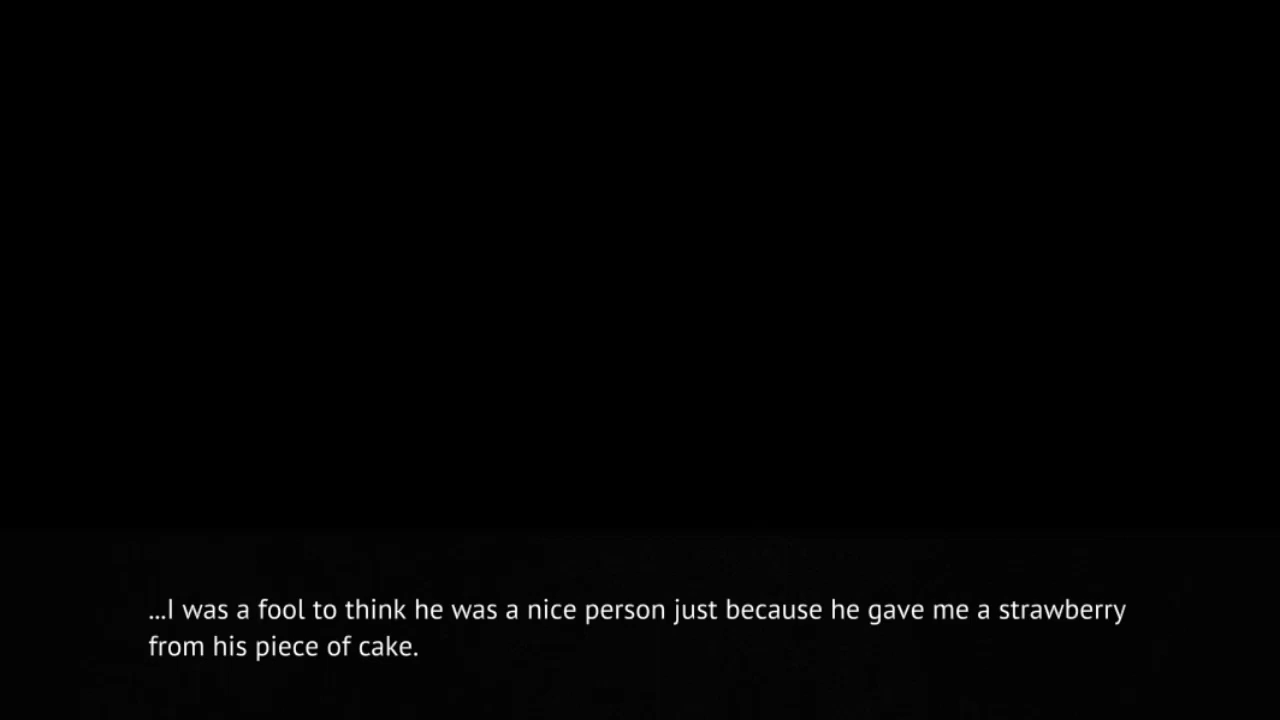 ...I was a fool to think he was a nice person just because he gave me a strawberry
from his piece of cake.